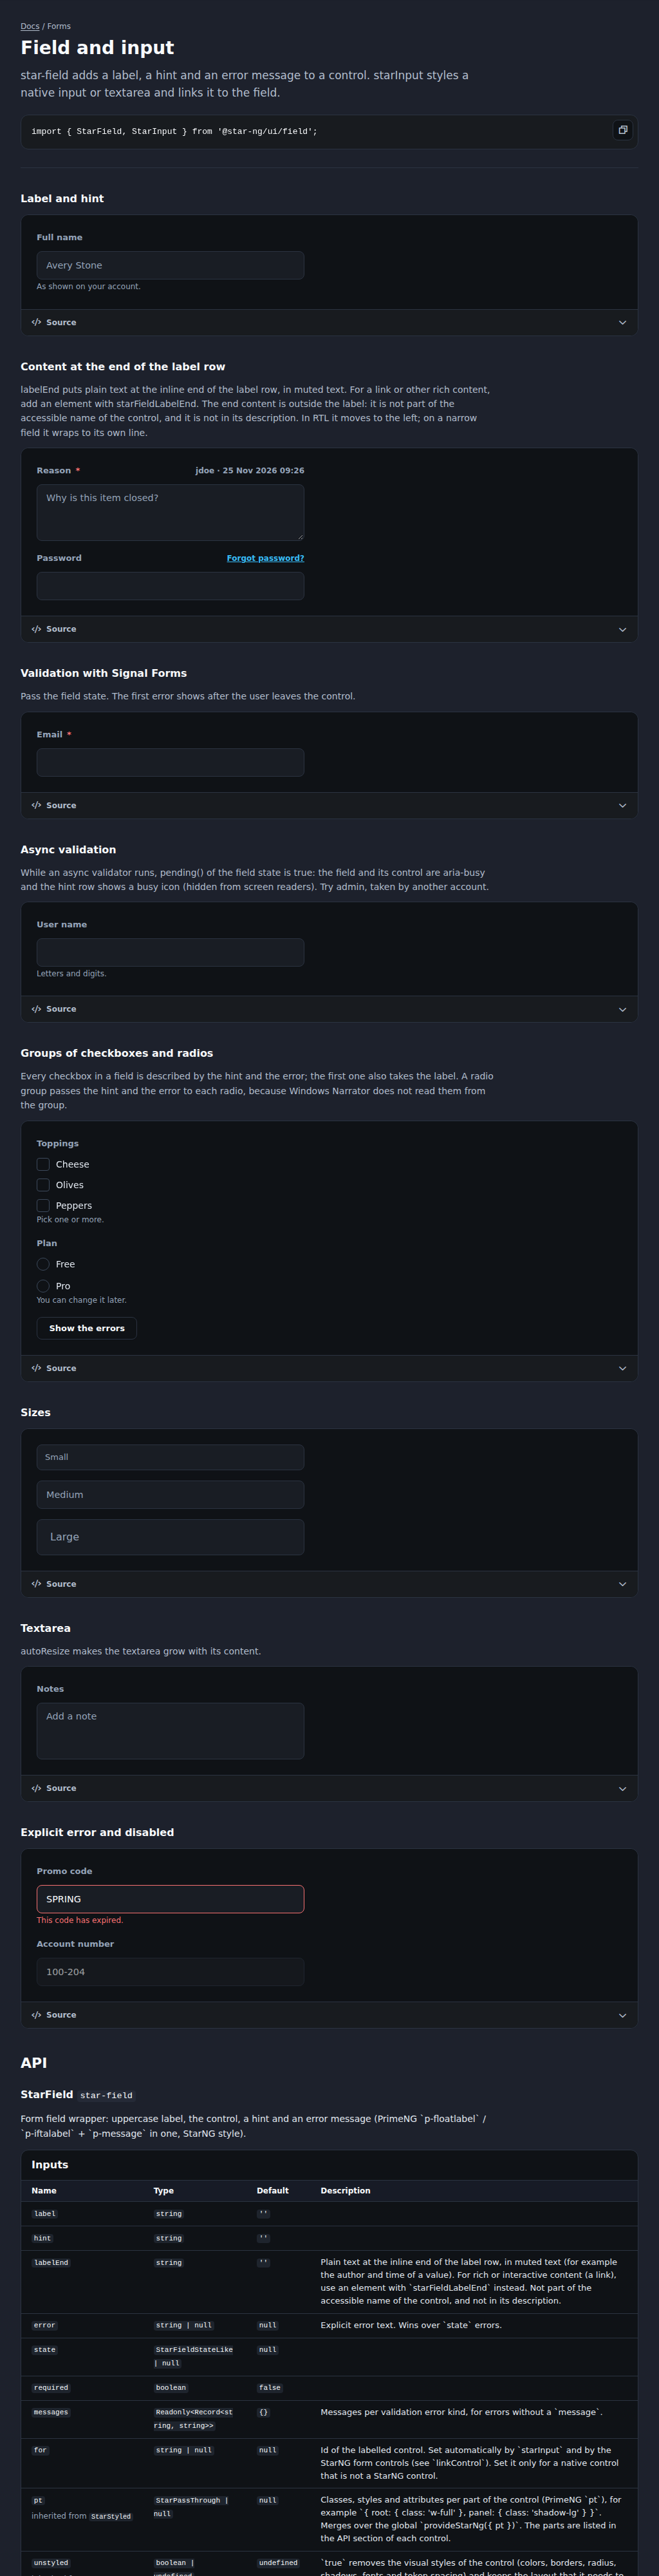 Docs / Forms
Field and input
star-field adds a label, a hint and an error message to a control. starInput styles a
native input or textarea and links it to the field.
import { StarField, StarInput } from '@star-ng/ui/field';
Label and hint
Full name
Avery Stone
As shown on your account.
Source
Content at the end of the label row
labelEnd puts plain text at the inline end of the label row, in muted text. For a link or other rich content,
add an element with starFieldLabelEnd. The end content is outside the label: it is not part of the
accessible name of the control, and it is not in its description. In RTL it moves to the left; on a narrow
field it wraps to its own line.
Reason * jdoe · 25 Nov 2026 09:26
Why is this item closed?
Password Forgot password?
Source
Validation with Signal Forms
Pass the field state. The first error shows after the user leaves the control.
Email *
Source
Async validation
While an async validator runs, pending() of the field state is true: the field and its control are aria-busy
and the hint row shows a busy icon (hidden from screen readers). Try admin, taken by another account.
User name
Letters and digits.
Source
Groups of checkboxes and radios
Every checkbox in a field is described by the hint and the error; the first one also takes the label. A radio
group passes the hint and the error to each radio, because Windows Narrator does not read them from
the group.
Toppings
Cheese
Olives
Peppers
Pick one or more.
Plan
Free
Pro
You can change it later.
Show the errors
Source
Sizes
Small
Medium
Large
Source
Textarea
autoResize makes the textarea grow with its content.
Notes
Add a note
Source
Explicit error and disabled
Promo code
SPRING
This code has expired.
Account number
100-204
Source
API
StarField star-field
Form field wrapper: uppercase label, the control, a hint and an error message (PrimeNG `p-floatlabel` /
`p-iftalabel` + `p-message` in one, StarNG style).
Inputs
Name Type Default Description
label string ''
hint string ''
labelEnd string '' Plain text at the inline end of the label row, in muted text (for example
the author and time of a value). For rich or interactive content (a link),
use an element with `starFieldLabelEnd` instead. Not part of the
accessible name of the control, and not in its description.
error string | null null Explicit error text. Wins over `state` errors.
state StarFieldStateLike
| null null
required boolean false
messages Readonly<Record<st
ring, string>> {} Messages per validation error kind, for errors without a `message`.
for string | null null Id of the labelled control. Set automatically by `starInput` and by the
StarNG form controls (see `linkControl`). Set it only for a native control
that is not a StarNG control.
pt StarPassThrough |
null null Classes, styles and attributes per part of the control (PrimeNG `pt`), for
inherited from StarStyled example `{ root: { class: 'w-full' }, panel: { class: 'shadow-lg' } }`.
Merges over the global `provideStarNg({ pt })`. The parts are listed in
the API section of each control.
unstyled boolean | undefined `true` removes the visual styles of the control (colors, borders, radius,